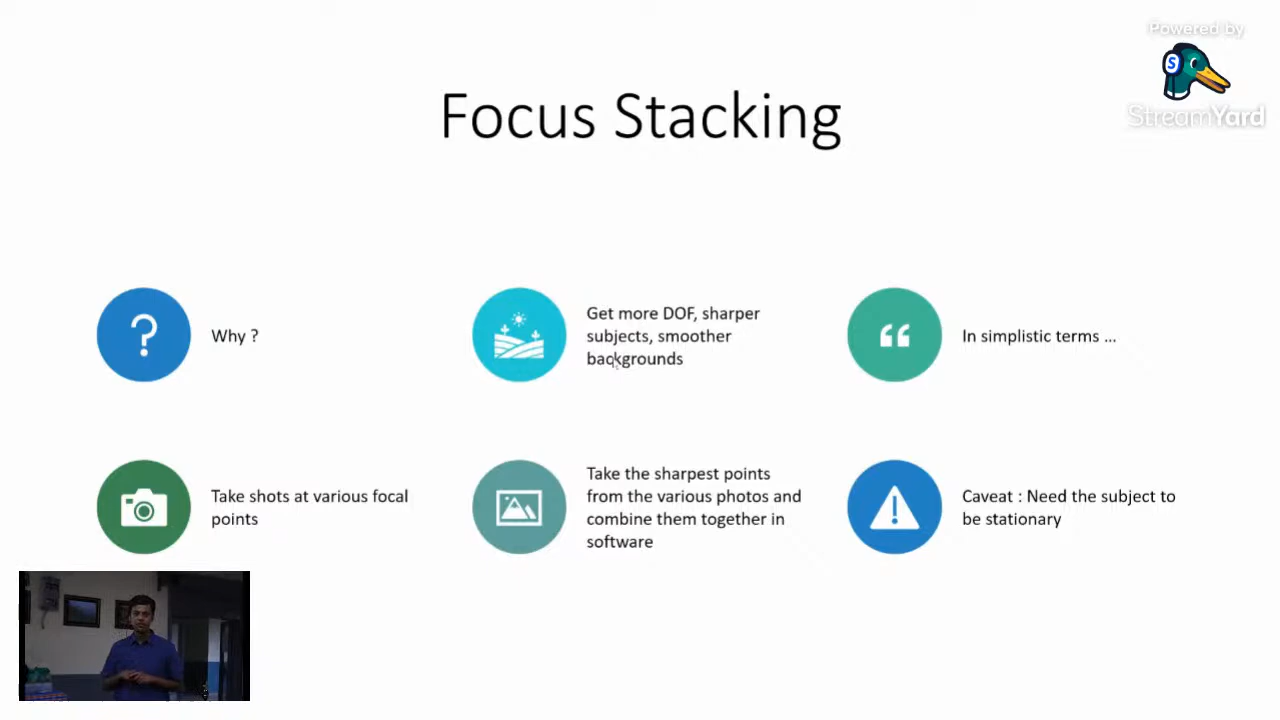 Powered by
S
StreamYard
Focus Stacking
Why ?
Get more DOF, sharper
subjects, smoother
backgrounds
“
In simplistic terms ...
Take shots at various focal
points
Take the sharpest points
from the various photos and
combine them together in
software
Caveat : Need the subject to
be stationary